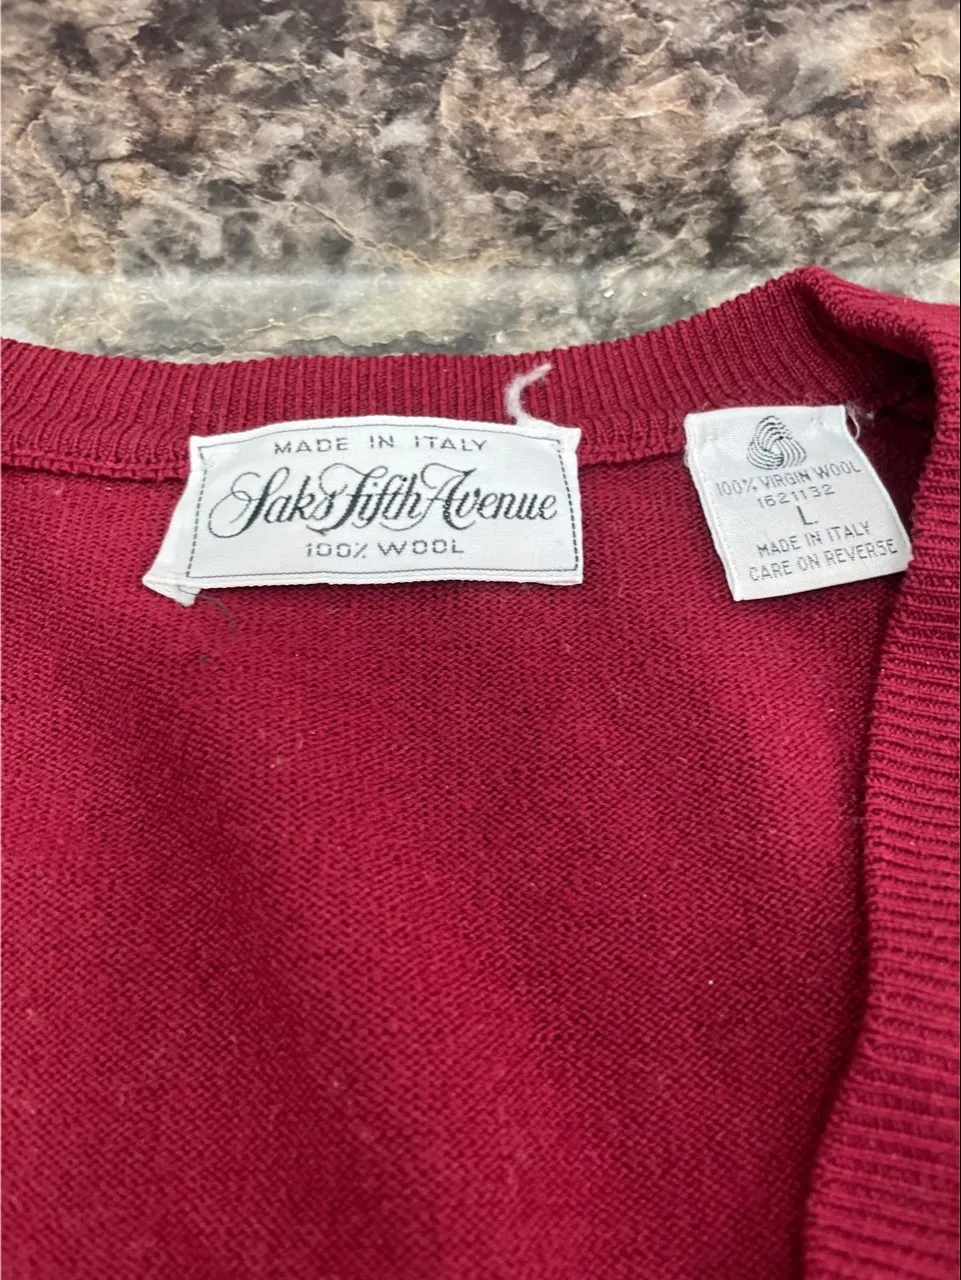 MADE IN ITALY
Saks Fifth Avenue
100% WOOL
100% VIRGIN WOOL
1621132
L
MADE IN ITALY
CARE ON REVERSE